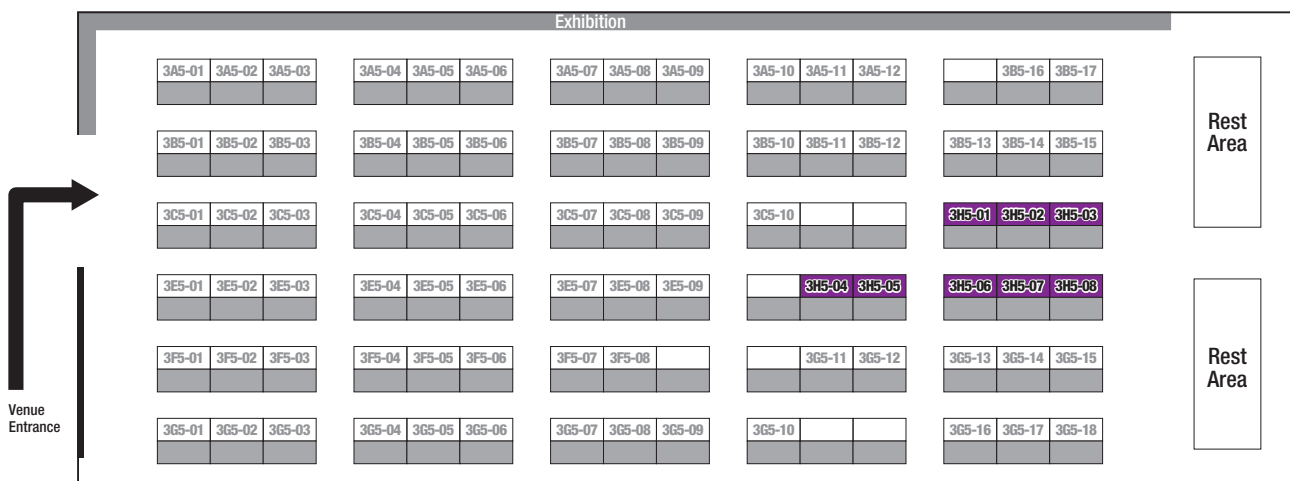 Exhibition
3A5-01 3A5-02 3A5-03 3A5-04 3A5-05 3A5-06 3A5-07 3A5-08 3A5-09 3A5-10 3A5-11 3A5-12 3B5-16 3B5-17
3B5-01 3B5-02 3B5-03 3B5-04 3B5-05 3B5-06 3B5-07 3B5-08 3B5-09 3B5-10 3B5-11 3B5-12 3B5-13 3B5-14 3B5-15
Rest
Area
3C5-01 3C5-02 3C5-03 3C5-04 3C5-05 3C5-06 3C5-07 3C5-08 3C5-09 3C5-10 3H5-01 3H5-02 3H5-03
3E5-01 3E5-02 3E5-03 3E5-04 3E5-05 3E5-06 3E5-07 3E5-08 3E5-09 3H5-04 3H5-05 3H5-06 3H5-07 3H5-08
3F5-01 3F5-02 3F5-03 3F5-04 3F5-05 3F5-06 3F5-07 3F5-08 3G5-11 3G5-12 3G5-13 3G5-14 3G5-15
Rest
Area
Venue
Entrance
3G5-01 3G5-02 3G5-03 3G5-04 3G5-05 3G5-06 3G5-07 3G5-08 3G5-09 3G5-10 3G5-16 3G5-17 3G5-18